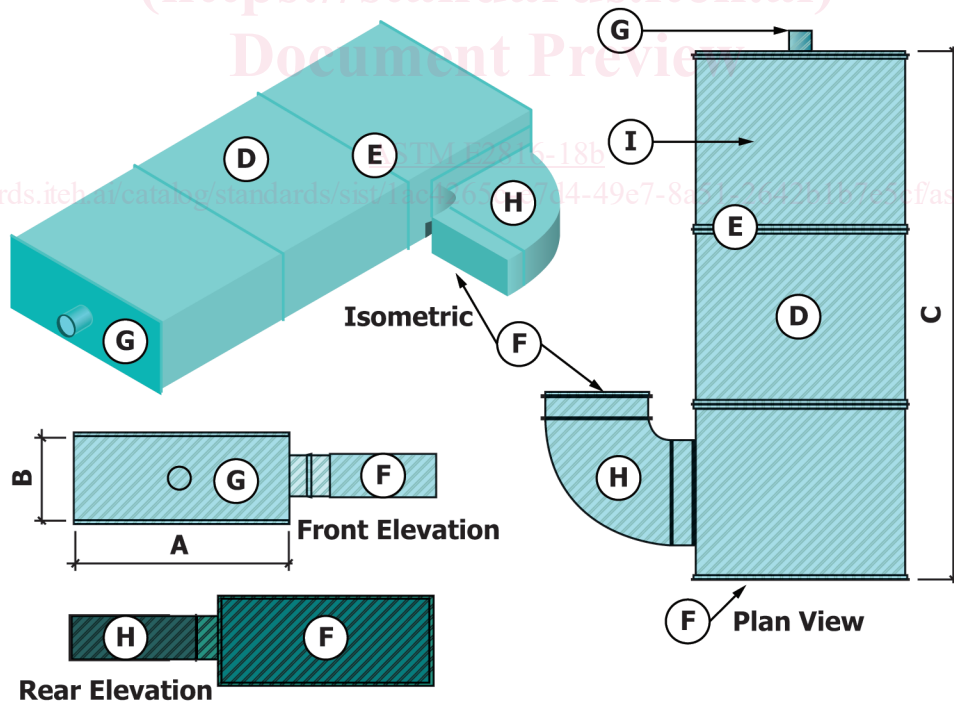 Document Preview
G
D
I
E
ASTM E2816-18b
H
E
G
Isometric
D
C
F
B
G
F
H
Front Elevation
A
H
F
F
Plan View
Rear Elevation